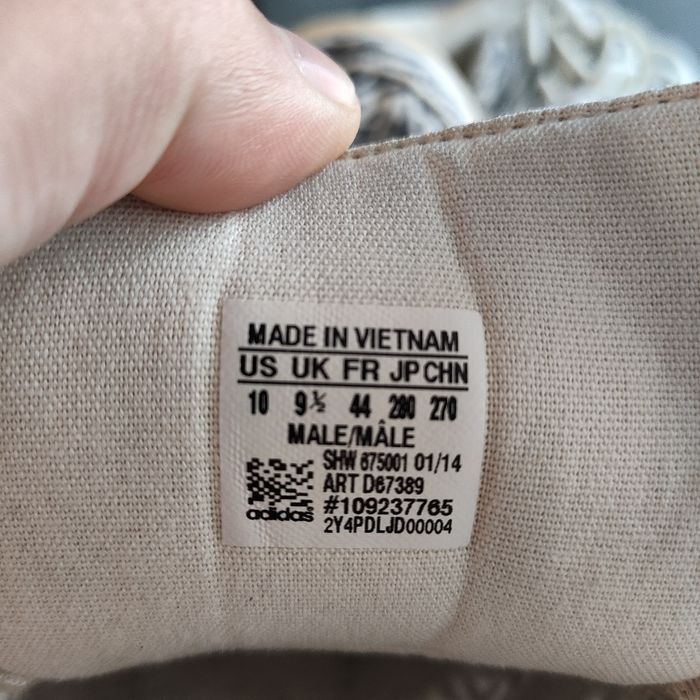 MADE IN VIETNAM
US UK FR JP CHN
10 9½ 44 280 270
MALE/MÂLE
SHW 675001 01/14
ART D67389
#109237765
2Y4PDLJD00004
adidas